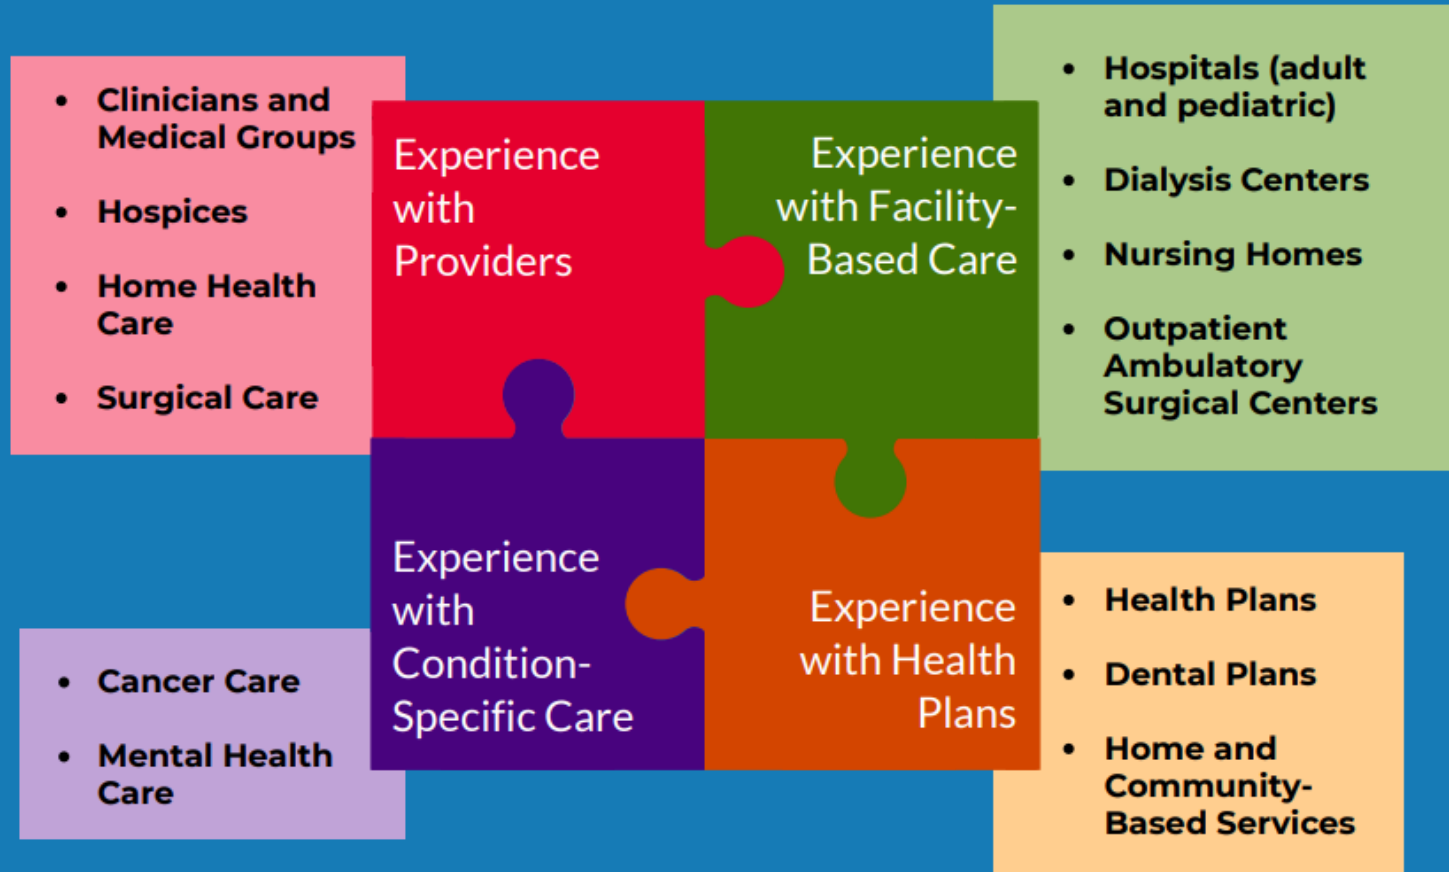 • Clinicians and
Medical Groups
• Hospices
• Home Health
Care
• Surgical Care
Experience
with
Providers
Experience
with Facility-
Based Care
• Hospitals (adult
and pediatric)
• Dialysis Centers
• Nursing Homes
• Outpatient
Ambulatory
Surgical Centers
• Cancer Care
• Mental Health
Care
Experience
with
Condition-
Specific Care
Experience
with Health
Plans
• Health Plans
• Dental Plans
• Home and
Community-
Based Services